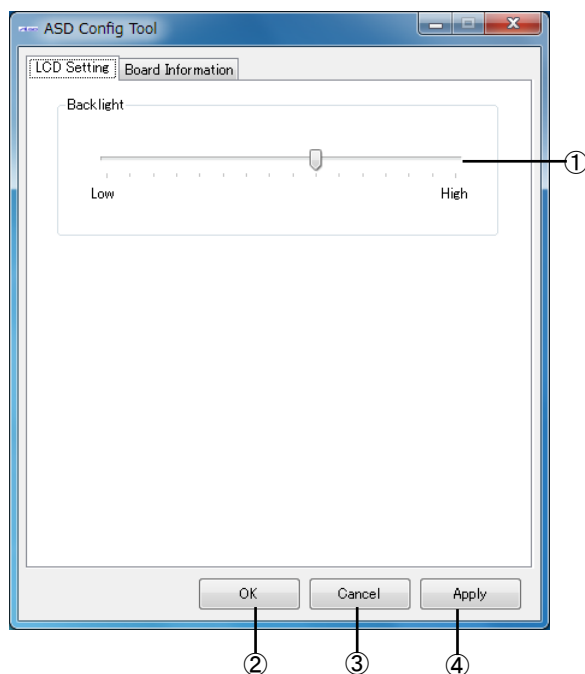 ASD Config Tool
LCD Setting Board Information
Backlight
①
Low High
OK Cancel Apply
② ③ ④